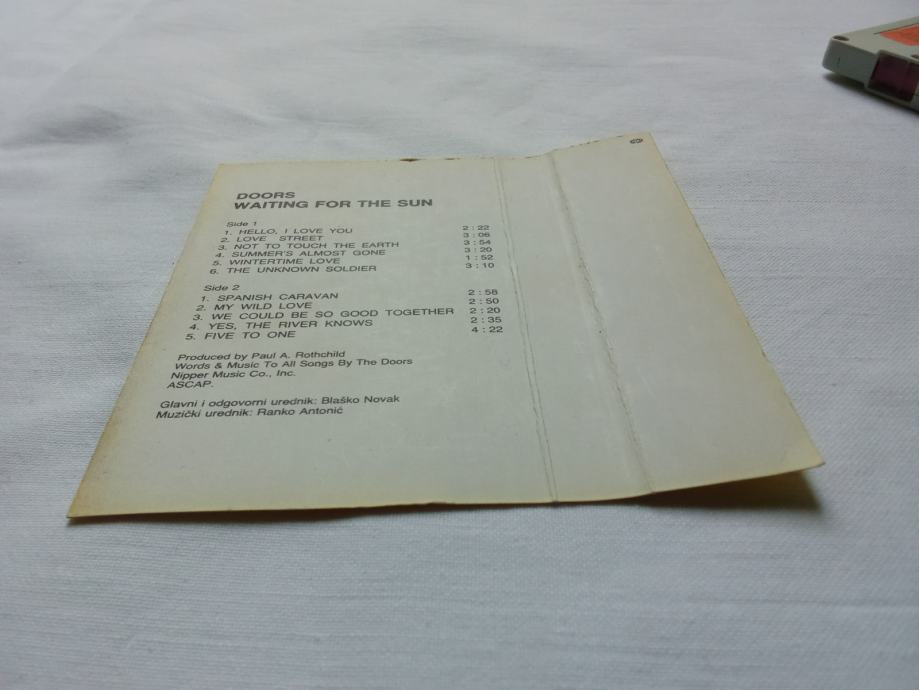 DOORS
WAITING FOR THE SUN
Side 1
1. HELLO, I LOVE YOU 2 : 22
2. LOVE STREET 3 : 06
3. NOT TO TOUCH THE EARTH 3 : 54
4. SUMMER'S ALMOST GONE 3 : 20
5. WINTERTIME LOVE 1 : 52
6. THE UNKNOWN SOLDIER 3 : 10
Side 2
1. SPANISH CARAVAN 2 : 58
2. MY WILD LOVE 2 : 50
3. WE COULD BE SO GOOD TOGETHER 2 : 20
4. YES, THE RIVER KNOWS 2 : 35
5. FIVE TO ONE 4 : 22
Produced by Paul A. Rothchild
Words & Music To All Songs By The Doors
Nipper Music Co., Inc.
ASCAP.
Glavni i odgovorni urednik: Blaško Novak
Muzički urednik: Ranko Antonić